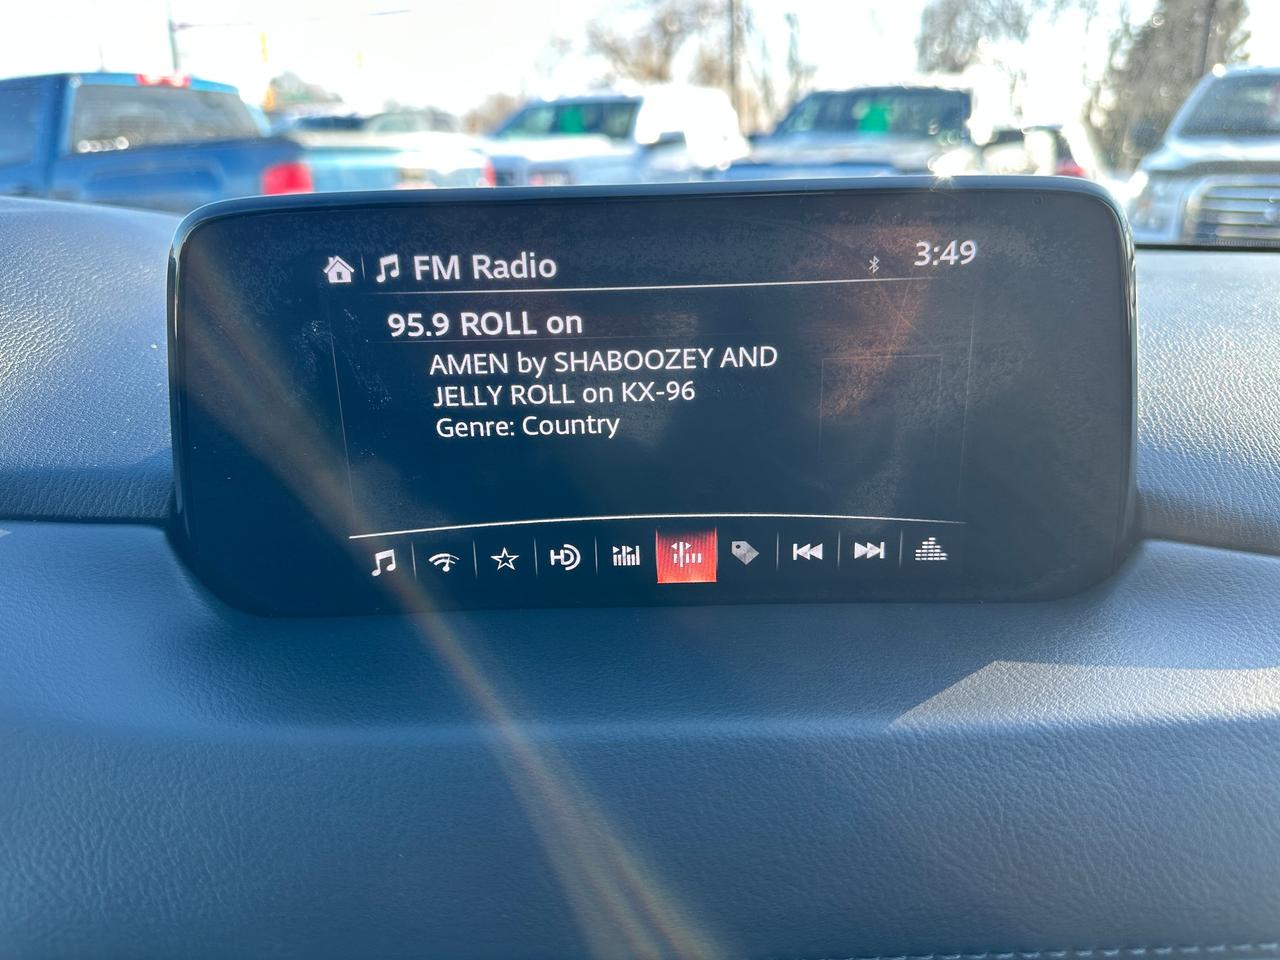 FM Radio
3:49
95.9 ROLL on
AMEN by SHABOOZEY AND
JELLY ROLL on KX-96
Genre: Country
HD